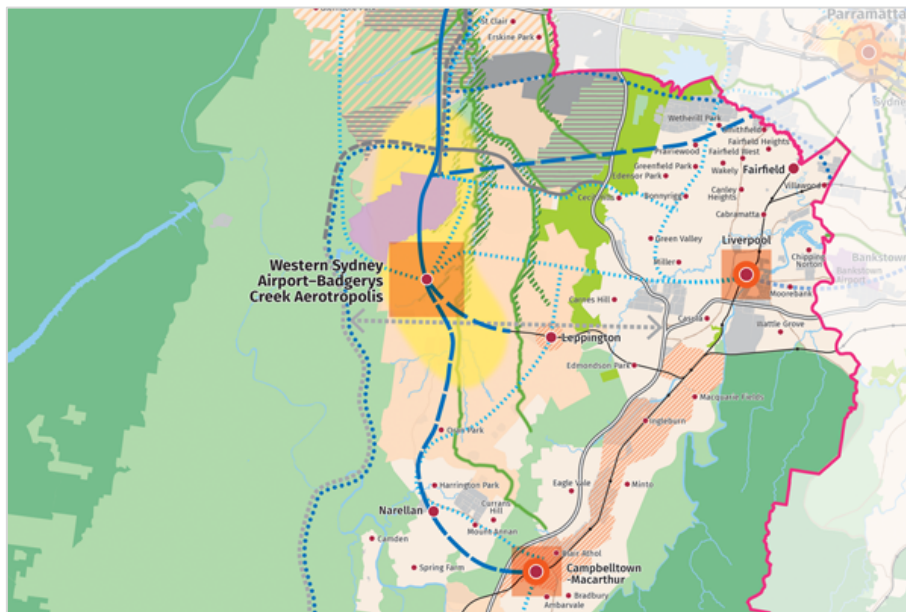 St Clair
Erskine Park
Parramatta
Sydney
Wetherill Park
Smithfield
Fairfield Heights
Prairiewood
Fairfield West
Greenfield Park
Wakely
Fairfield
Edensor Park
Villawood
Cecil Hills
Bonnyrigg
Canley
Heights
Cabramatta
Green Valley
Liverpool
Chipping
Norton
Bankstown
Bankstown
Airport
Miller
Western Sydney
Airport–Badgerys
Creek Aerotropolis
Moorebank
Carnes Hill
Casula
Wattle Grove
Leppington
Edmondson Park
Macquarie Fields
Ingleburn
Oran Park
Harrington Park
Eagle Vale
Minto
Currans
Hill
Narellan
Mount Annan
Camden
Blair Athol
Spring Farm
Campbelltown
-Macarthur
Bradbury
Ambarvale